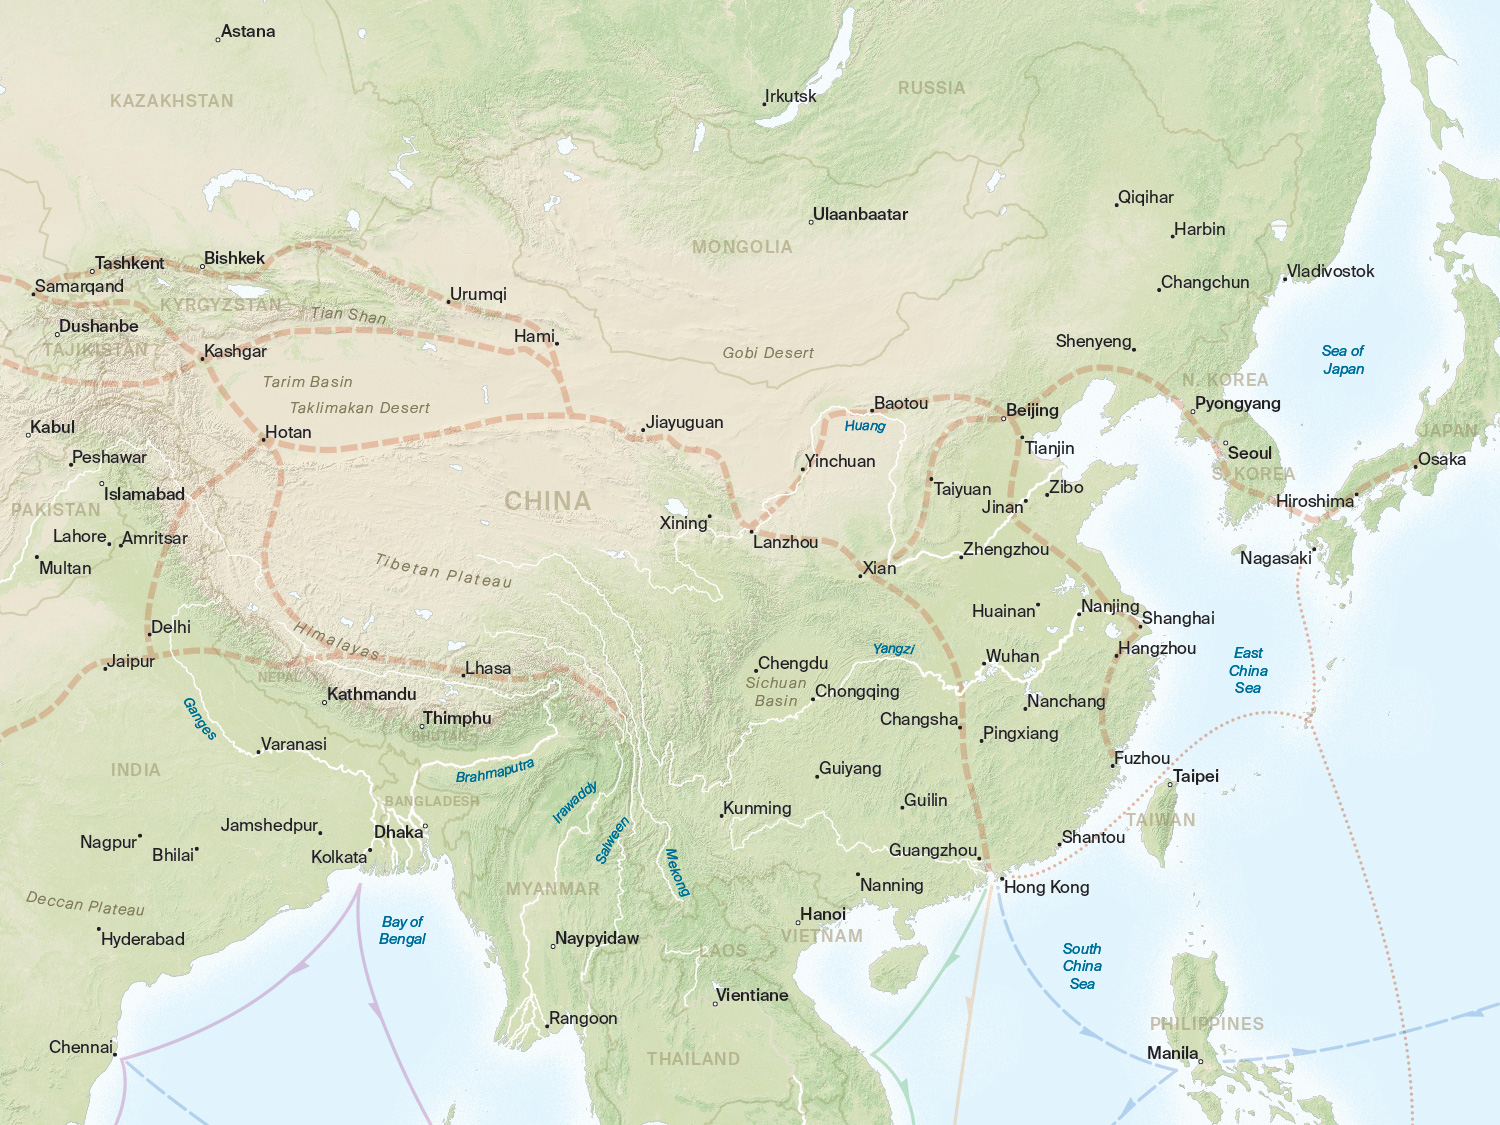 Astana
KAZAKHSTAN
Irkutsk
RUSSIA
Qiqihar
Ulaanbaatar
Harbin
MONGOLIA
Tashkent
Bishkek
Vladivostok
Changchun
Samarqand
KYRGYZSTAN
Urumqi
Tian Shan
Dushanbe
Hami
Shenyeng
TAJIKISTAN
Kashgar
Gobi Desert
Sea of
Japan
Tarim Basin
N. KOREA
Taklimakan Desert
Baotou
Beijing
Pyongyang
Kabul
Hotan
Jiayuguan
Huang
JAPAN
Peshawar
Yinchuan
Tianjin
Seoul
Osaka
S. KOREA
Islamabad
Taiyuan
Zibo
CHINA
Jinan
Hiroshima
PAKISTAN
Xining
Lahore
Amritsar
Lanzhou
Zhengzhou
Nagasaki
Multan
Tibetan Plateau
Xian
Huainan
Nanjing
Shanghai
Delhi
Himalayas
Yangzi
Hangzhou
Jaipur
Lhasa
Chengdu
Wuhan
East
China
Sea
NEPAL
Sichuan
Basin
Kathmandu
Chongqing
Nanchang
Ganges
Thimphu
Changsha
BHUTAN
Pingxiang
Varanasi
Fuzhou
INDIA
Brahmaputra
Guiyang
Taipei
BANGLADESH
Irawaddy
Kunming
Guilin
Jamshedpur
Dhaka
TAIWAN
Nagpur
Salween
Shantou
Bhilai
Kolkata
Guangzhou
Mekong
MYANMAR
Nanning
Hong Kong
Deccan Plateau
Hanoi
Bay of
Bengal
Hyderabad
Naypyidaw
VIETNAM
LAOS
South
China
Sea
Vientiane
Rangoon
PHILIPPINES
Chennai
THAILAND
Manila